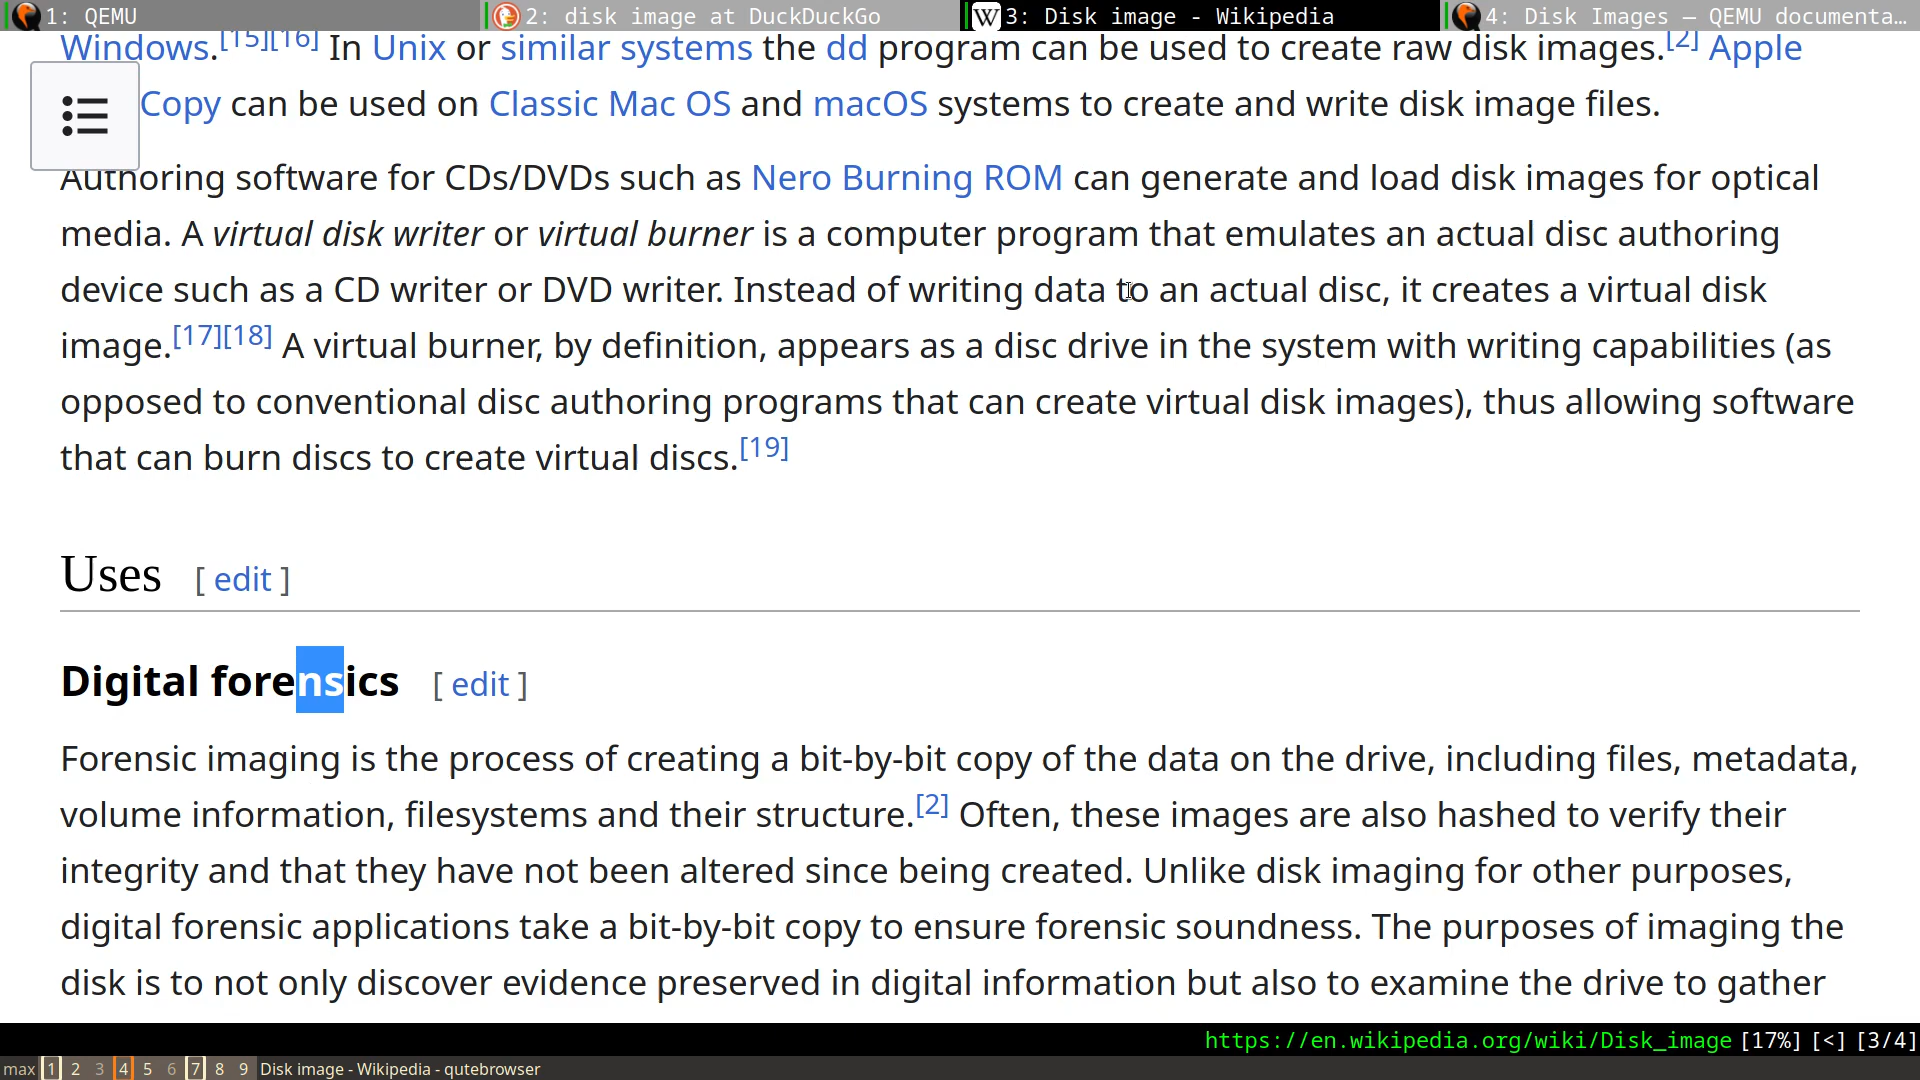 1: QEMU
2: disk image at DuckDuckGo
3: Disk image - Wikipedia
4: Disk Images — QEMU documenta…
Windows.[15][16] In Unix or similar systems the dd program can be used to create raw disk images.[2] Apple
Copy can be used on Classic Mac OS and macOS systems to create and write disk image files.
Authoring software for CDs/DVDs such as Nero Burning ROM can generate and load disk images for optical
media. A virtual disk writer or virtual burner is a computer program that emulates an actual disc authoring
device such as a CD writer or DVD writer. Instead of writing data to an actual disc, it creates a virtual disk
image.[17][18] A virtual burner, by definition, appears as a disc drive in the system with writing capabilities (as
opposed to conventional disc authoring programs that can create virtual disk images), thus allowing software
that can burn discs to create virtual discs.[19]
Uses [ edit ]
Digital forensics [ edit ]
Forensic imaging is the process of creating a bit-by-bit copy of the data on the drive, including files, metadata,
volume information, filesystems and their structure.[2] Often, these images are also hashed to verify their
integrity and that they have not been altered since being created. Unlike disk imaging for other purposes,
digital forensic applications take a bit-by-bit copy to ensure forensic soundness. The purposes of imaging the
disk is to not only discover evidence preserved in digital information but also to examine the drive to gather
https://en.wikipedia.org/wiki/Disk_image [17%] [<] [3/4]
max 1 2 3 4 5 6 7 8 9 Disk image - Wikipedia - qutebrowser